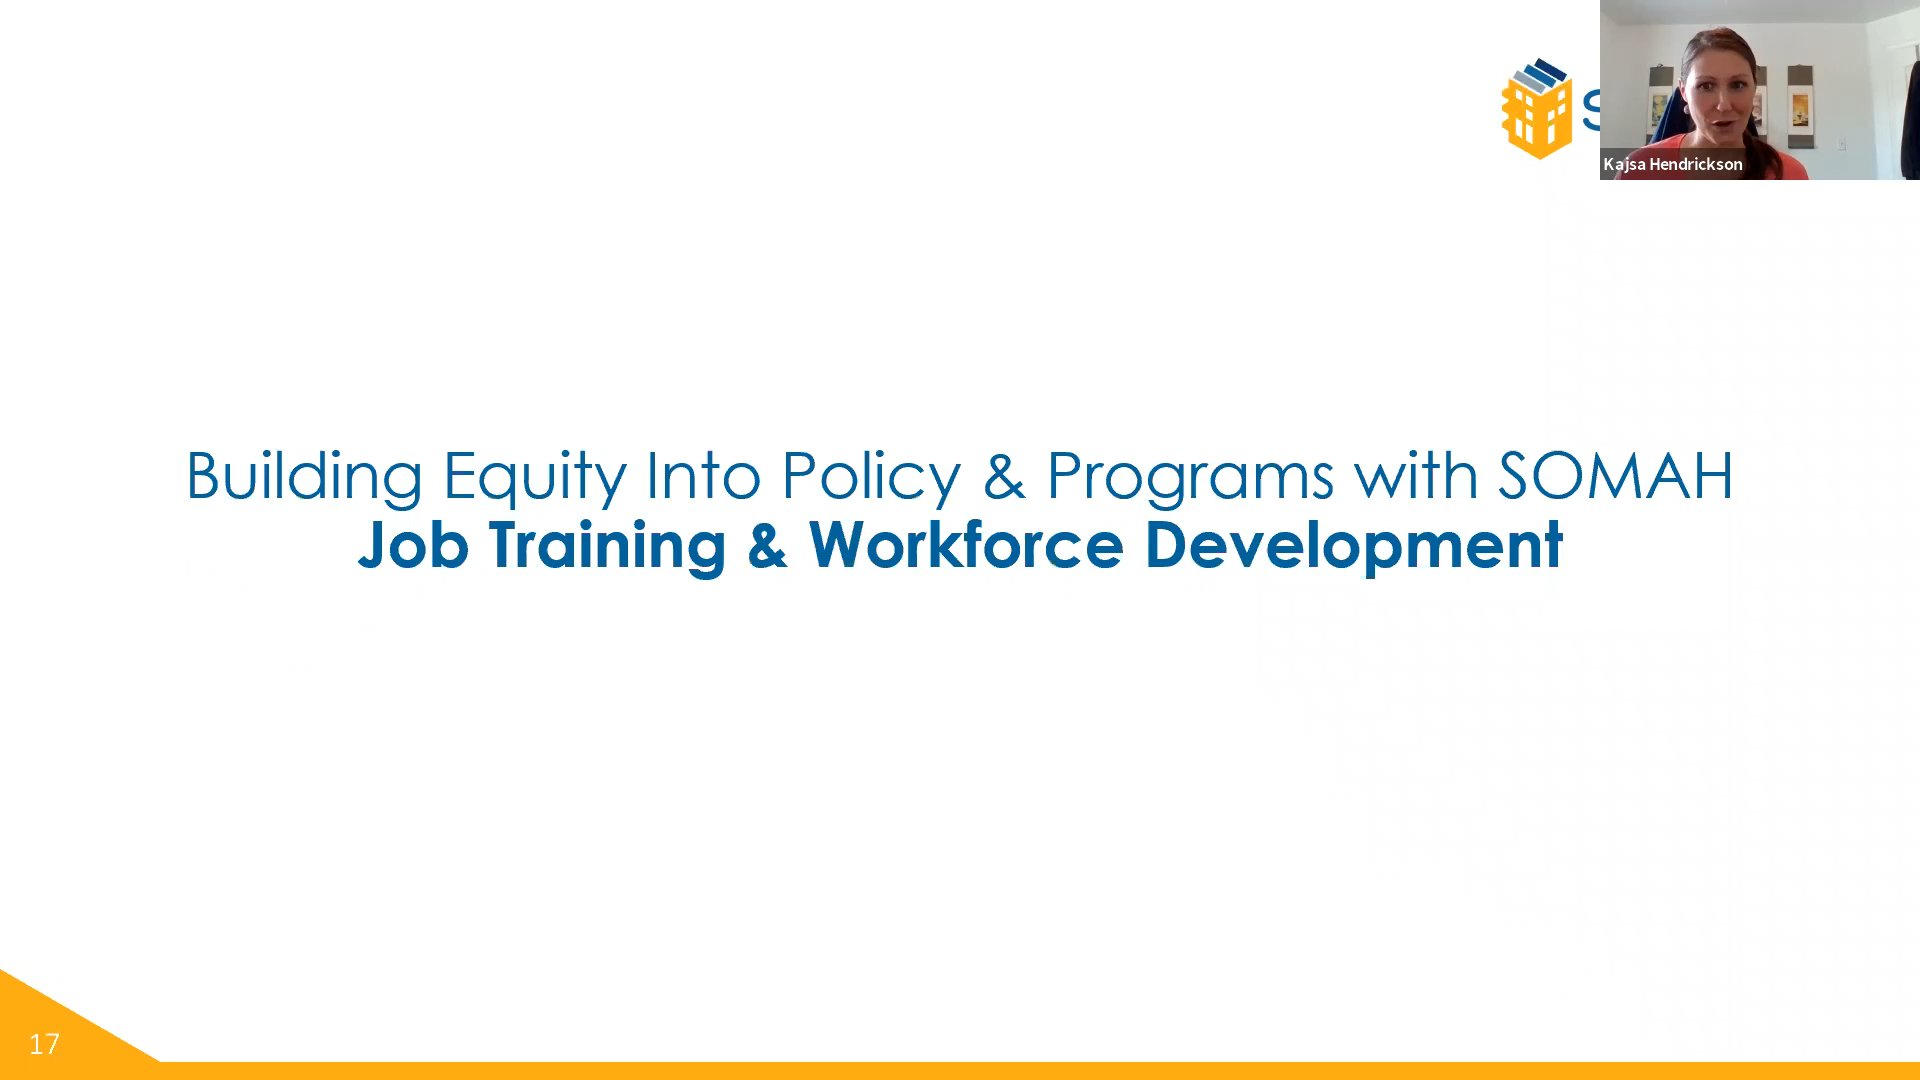 S
Kajsa Hendrickson
Building Equity Into Policy & Programs with SOMAH
Job Training & Workforce Development
17